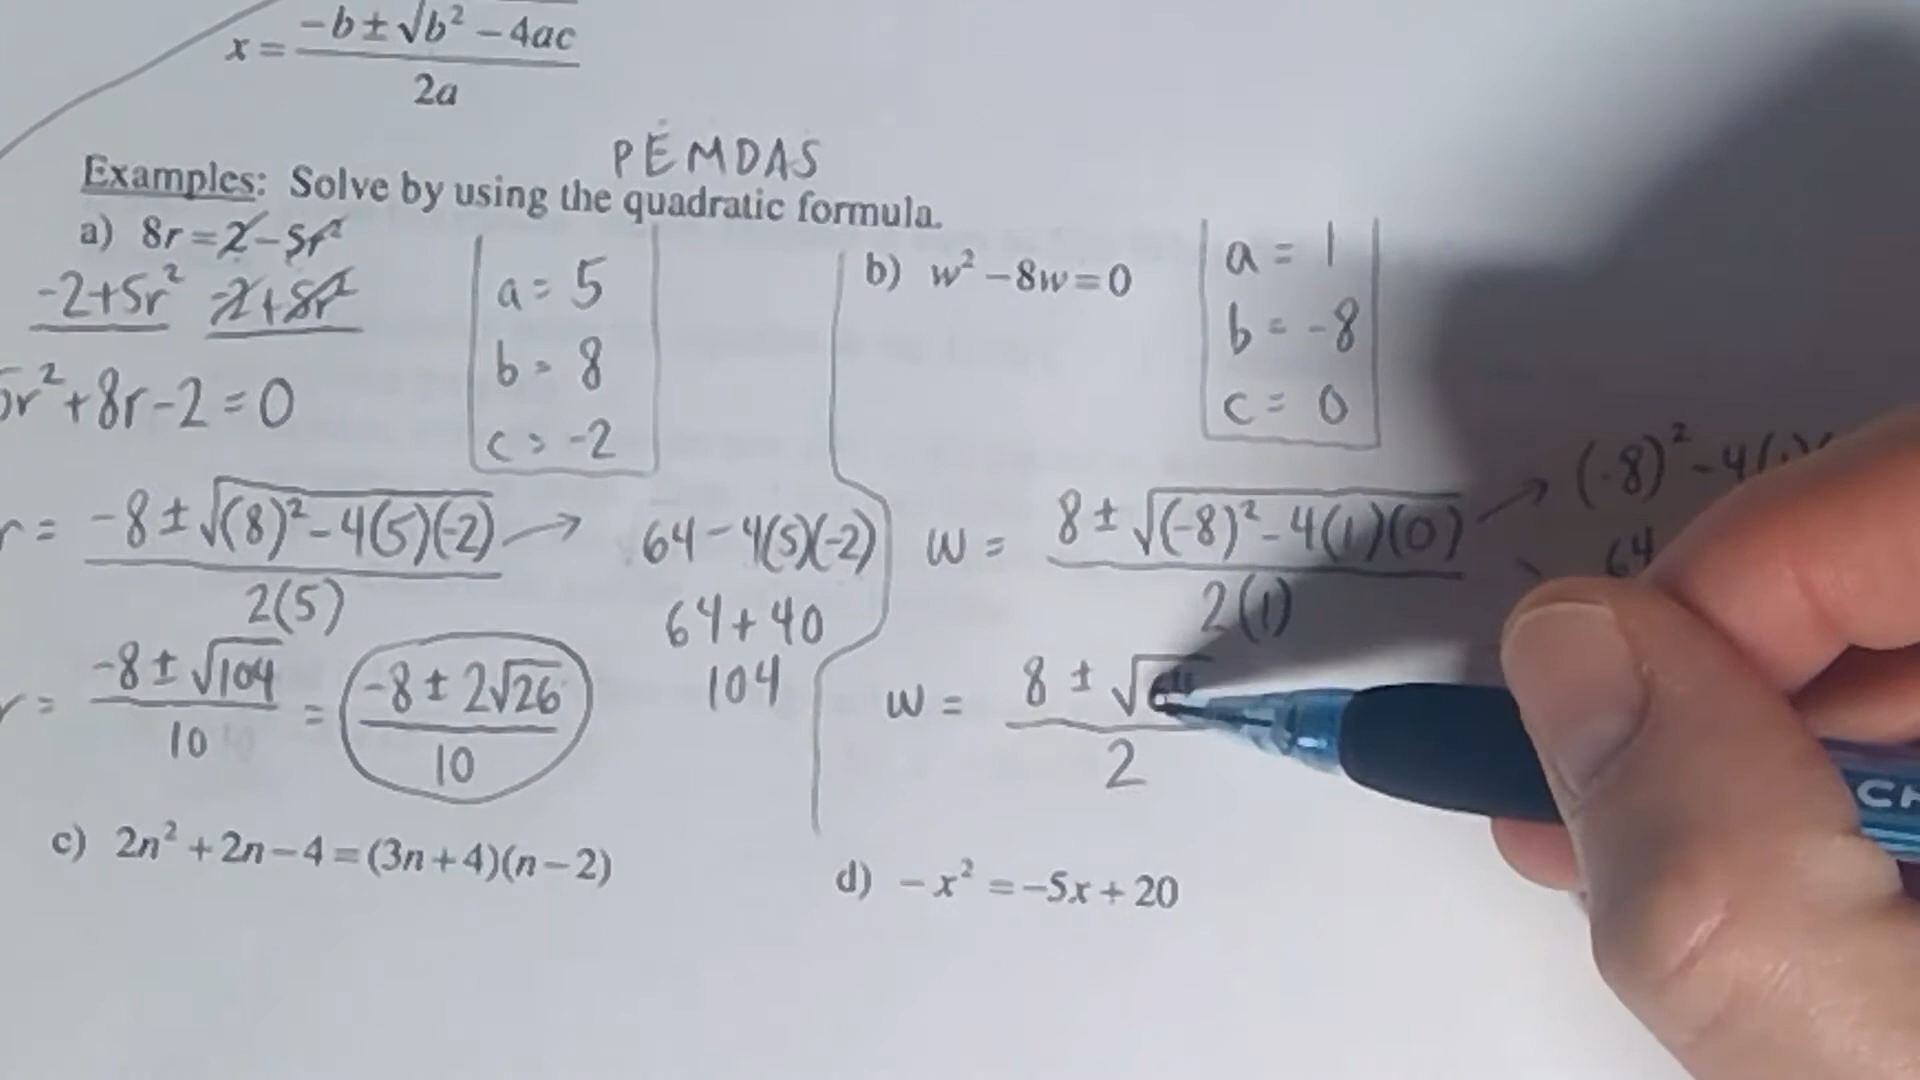 x = (-b ± √(b² - 4ac)) / 2a
PEMDAS
Examples: Solve by using the quadratic formula.
a) 8r = 2 - 5r²
-2+5r² -2+5r²
5r² + 8r - 2 = 0
a = 5
b = 8
c = -2
r = (-8 ± √((8)² - 4(5)(-2))) / 2(5)
→ 64 - 4(5)(-2)
64 + 40
104
r = (-8 ± √104) / 10 = (-8 ± 2√26) / 10
b) w² - 8w = 0
a = 1
b = -8
c = 0
w = (8 ± √((-8)² - 4(1)(0))) / 2(1)
→ (-8)² - 4(
64
w = (8 ± √64) / 2
c) 2n² + 2n - 4 = (3n + 4)(n - 2)
d) -x² = -5x + 20